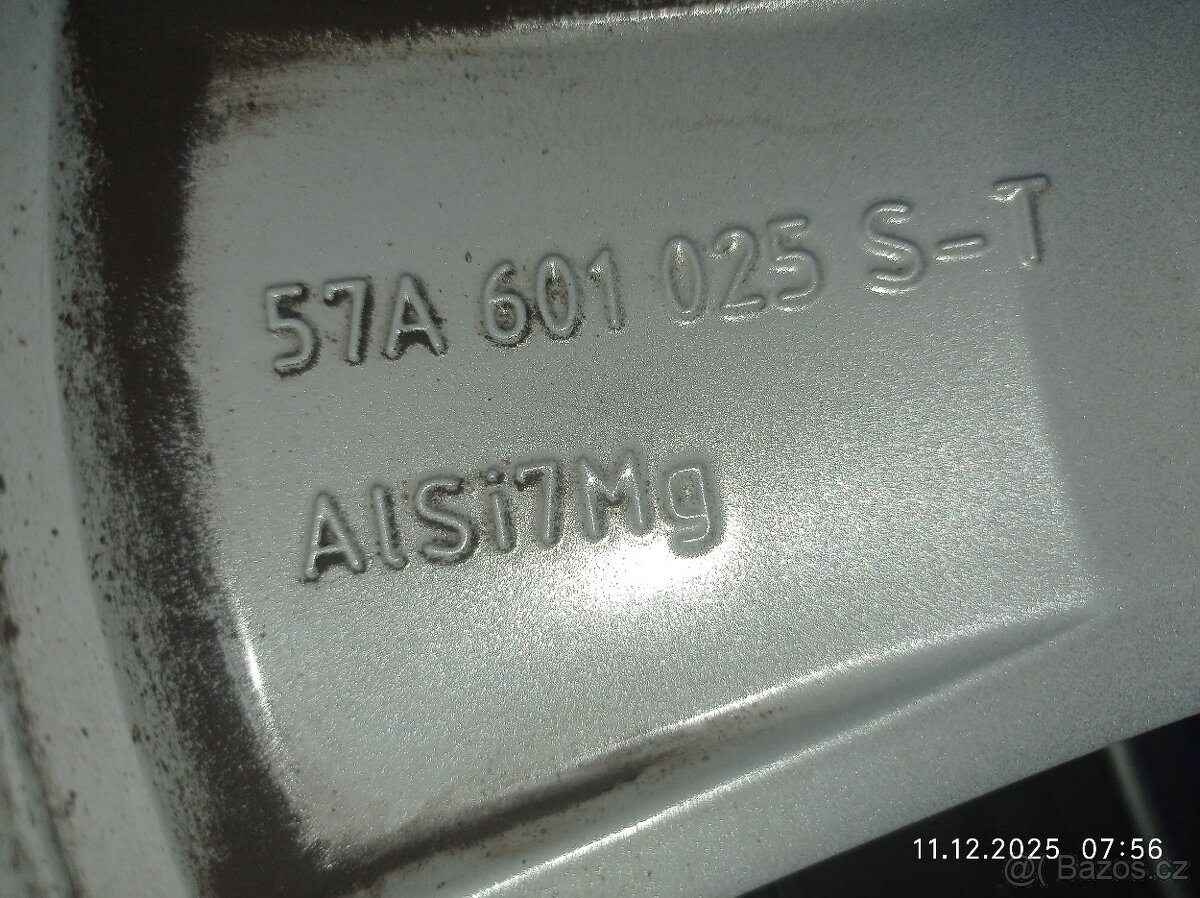 57A 601 025 S-T
AlSi7Mg
11.12.2025 07:56
@( Bazos.cz